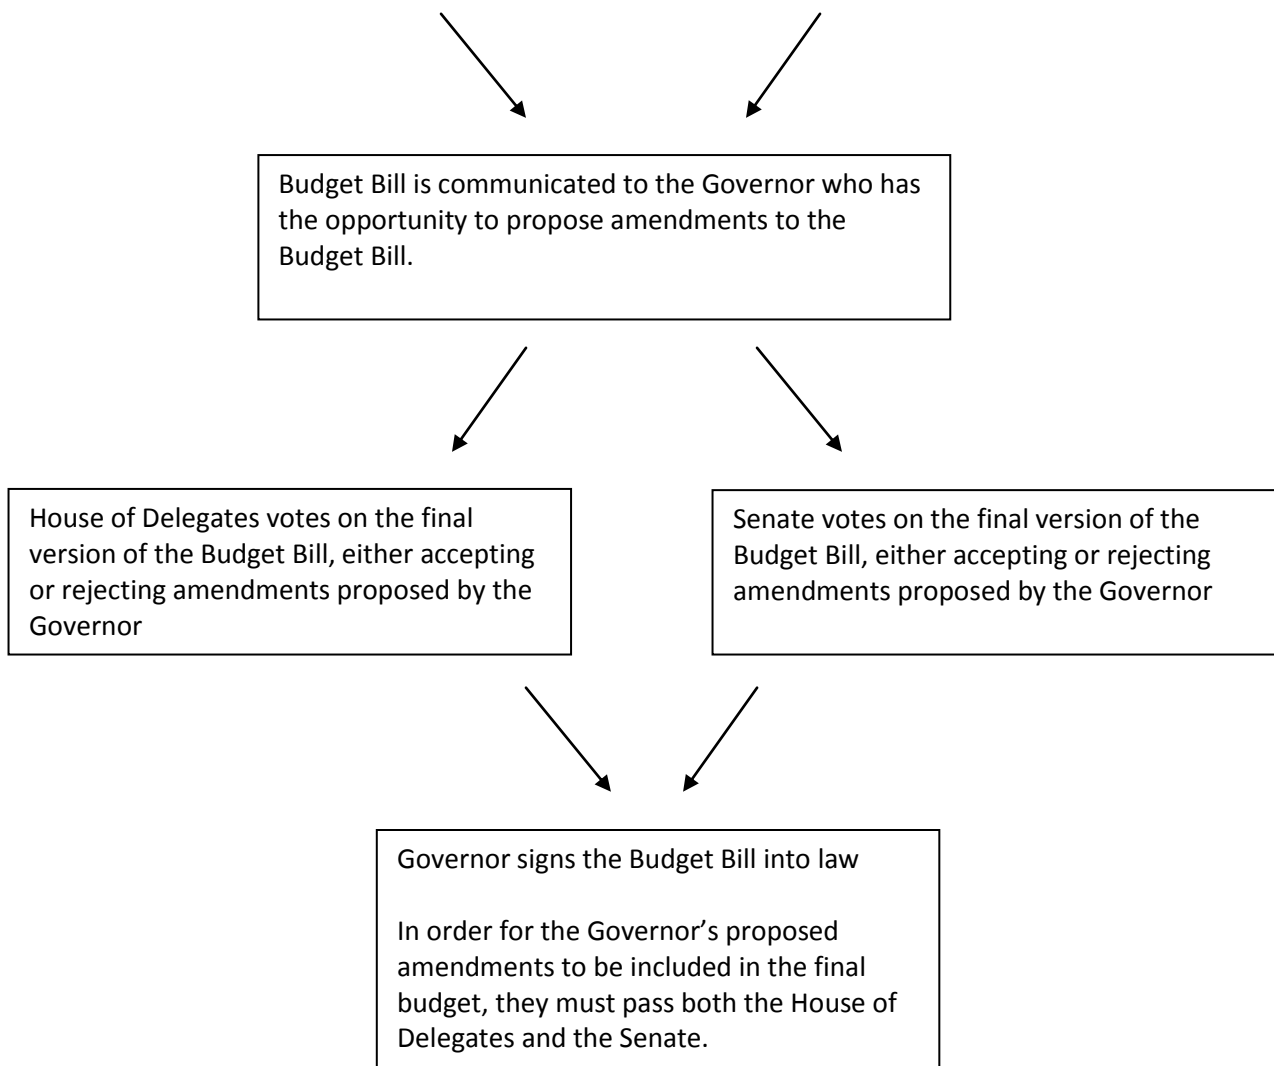 Budget Bill is communicated to the Governor who has
the opportunity to propose amendments to the
Budget Bill.
House of Delegates votes on the final
version of the Budget Bill, either accepting
or rejecting amendments proposed by the
Governor
Senate votes on the final version of the
Budget Bill, either accepting or rejecting
amendments proposed by the Governor
Governor signs the Budget Bill into law
In order for the Governor’s proposed
amendments to be included in the final
budget, they must pass both the House of
Delegates and the Senate.